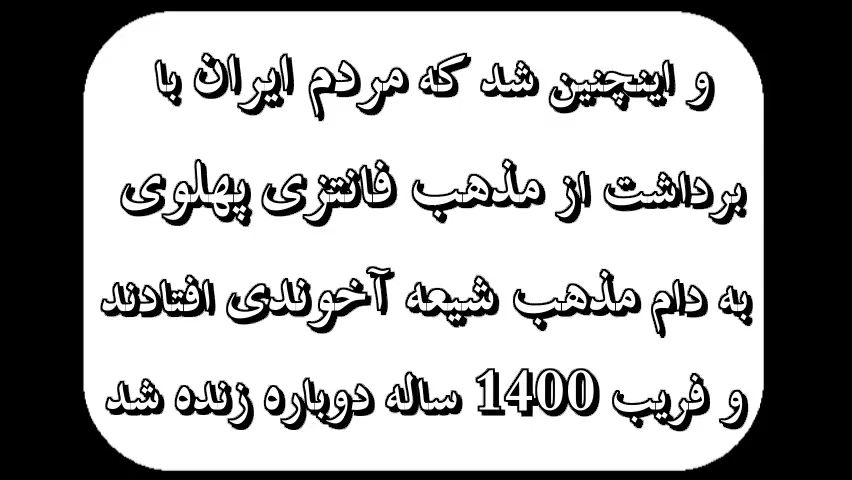 و اینچنین شد که مردم ایران با
برداشت از مذهب فانتزی پهلوی
به دام مذهب شیعه آخوندی افتادند
و فریب 1400 ساله دوباره زنده شد